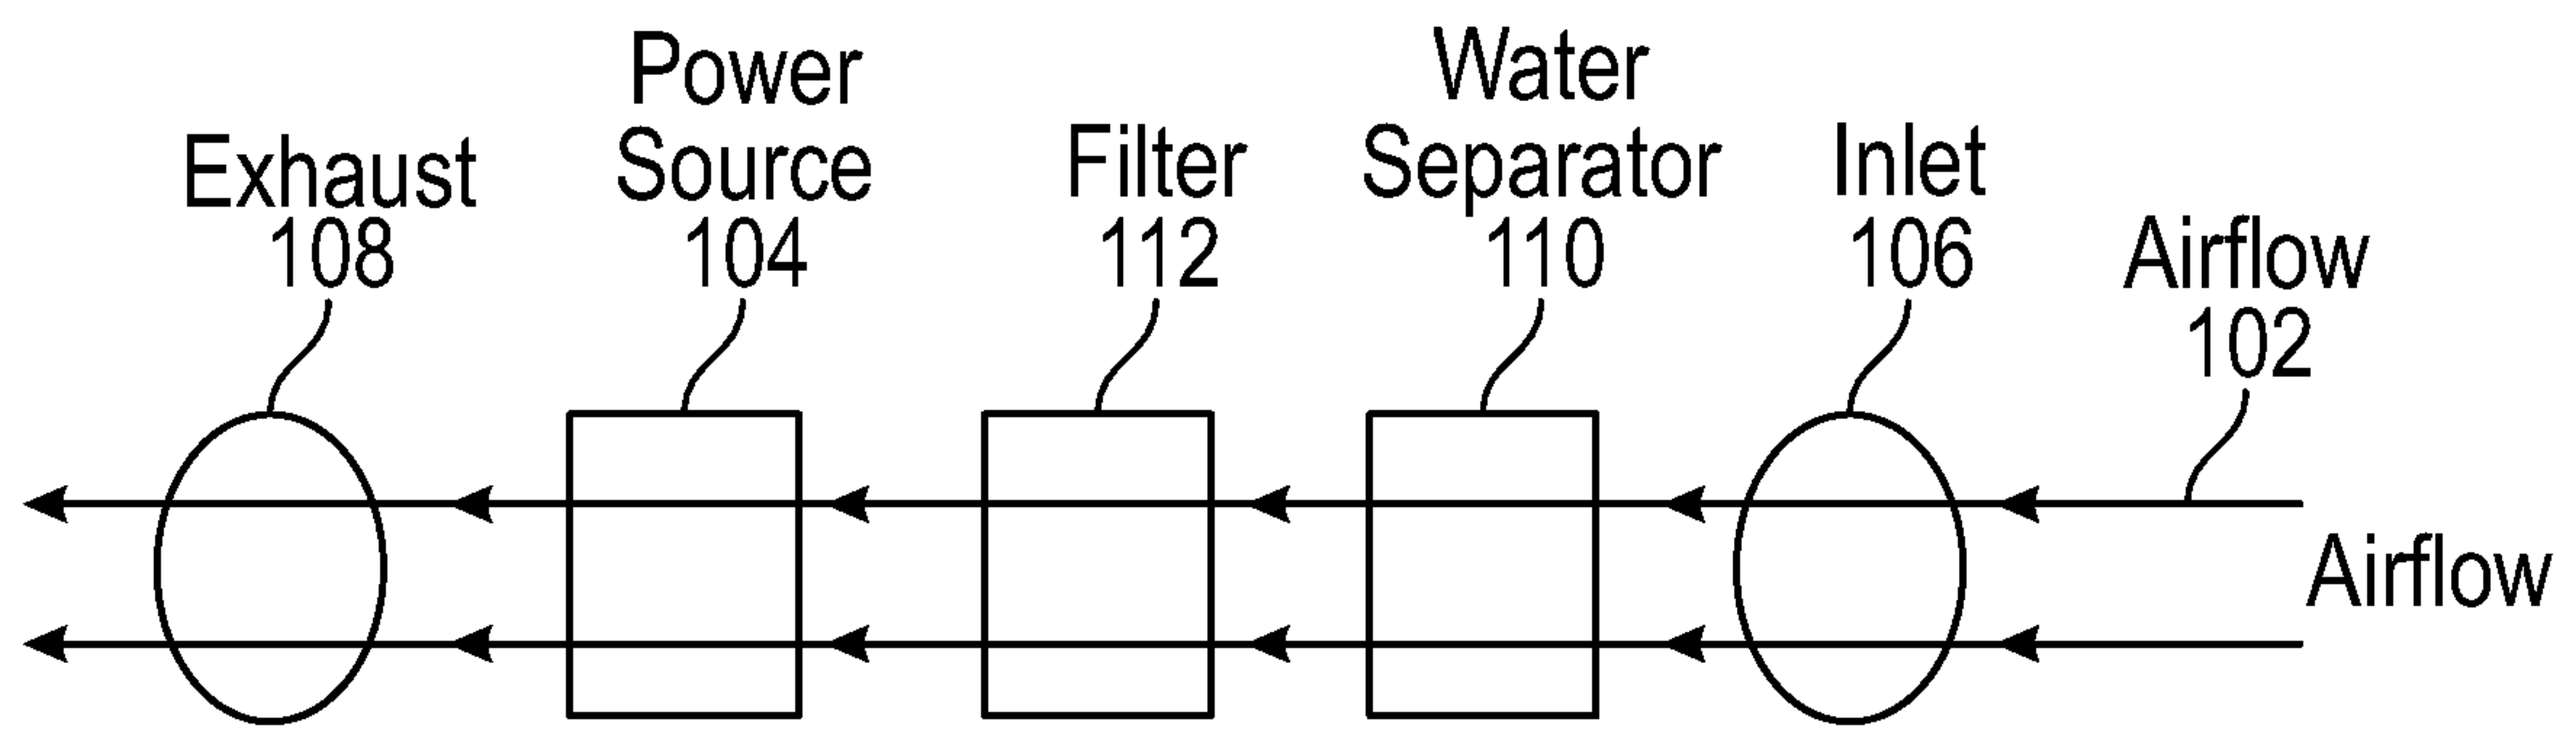 Exhaust
108
Power
Source
104
Filter
112
Water
Separator
110
Inlet
106
Airflow
102
Airflow